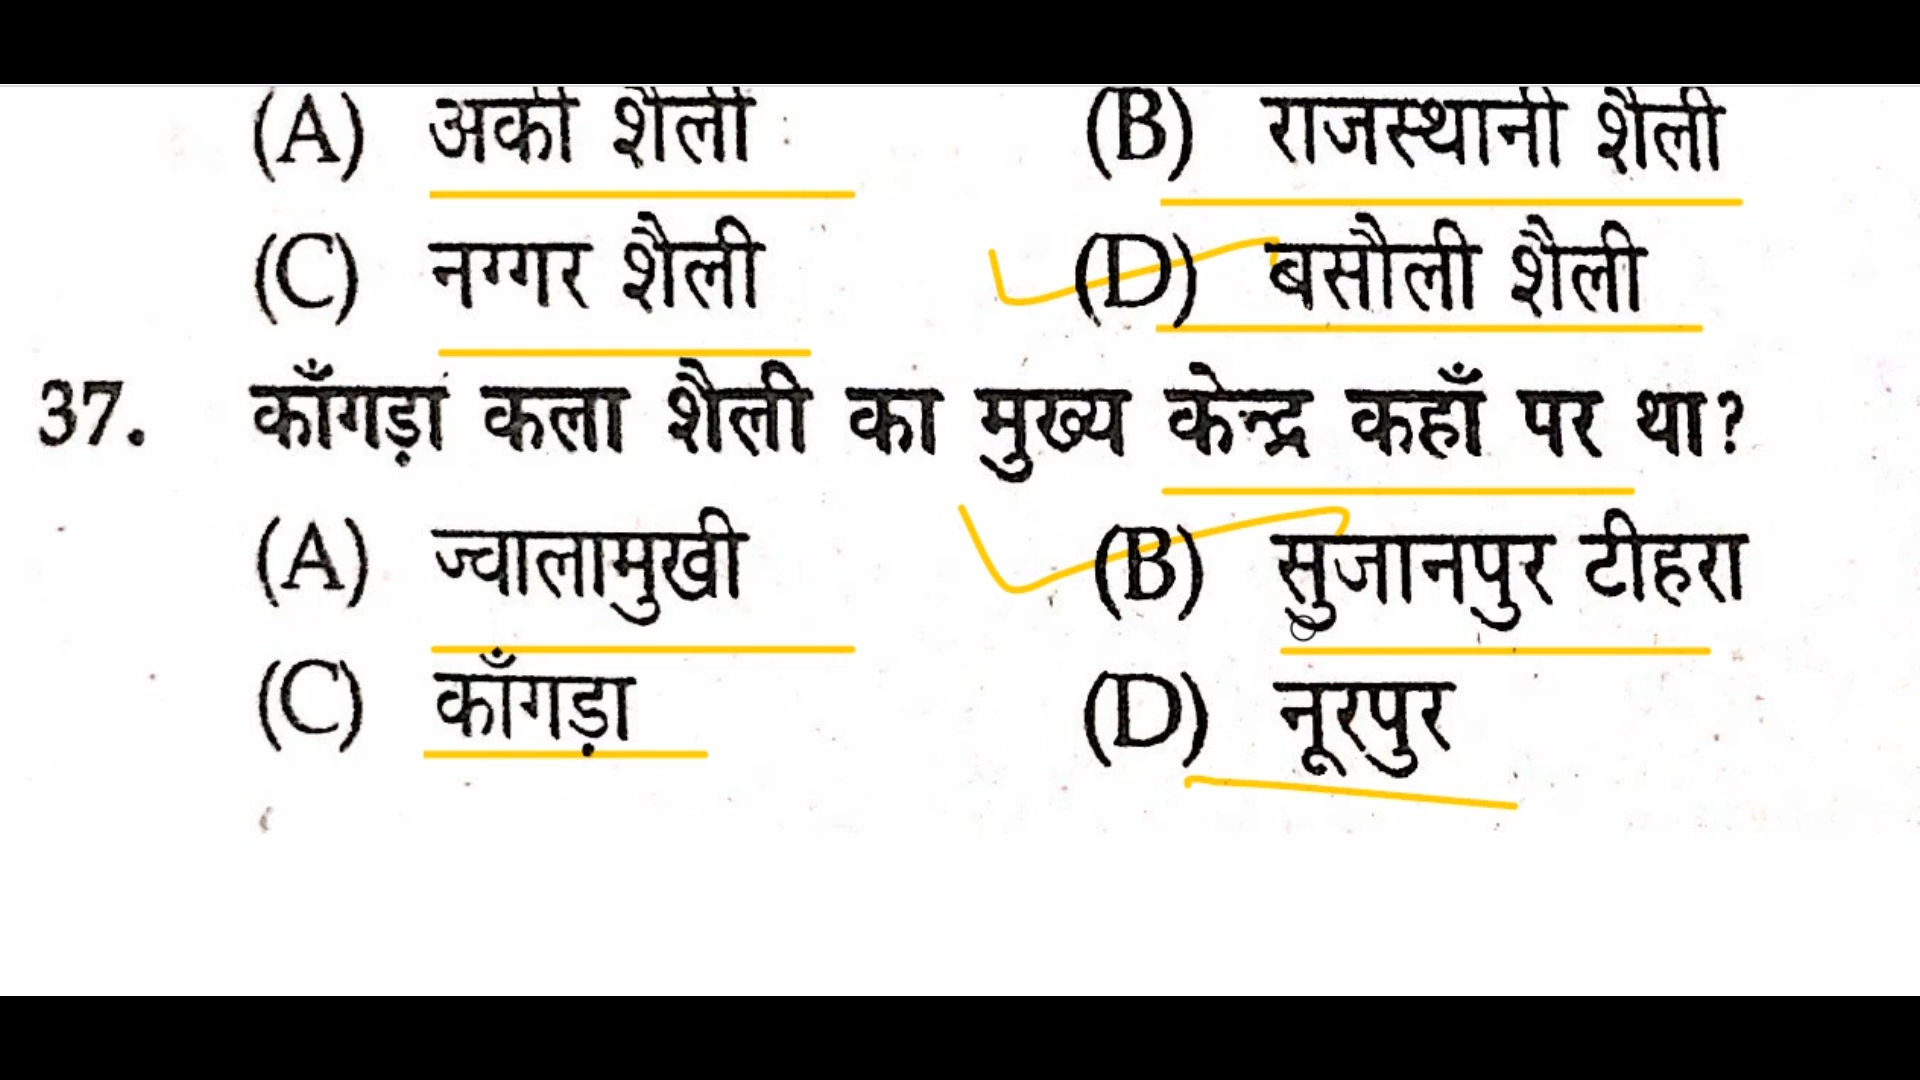 (A) अर्की शैली (B) राजस्थानी शैली
(C) नग्गर शैली (D) बसौली शैली
37. काँगड़ा कला शैली का मुख्य केन्द्र कहाँ पर था?
(A) ज्वालामुखी (B) सुजानपुर टीहरा
(C) काँगड़ा (D) नूरपुर